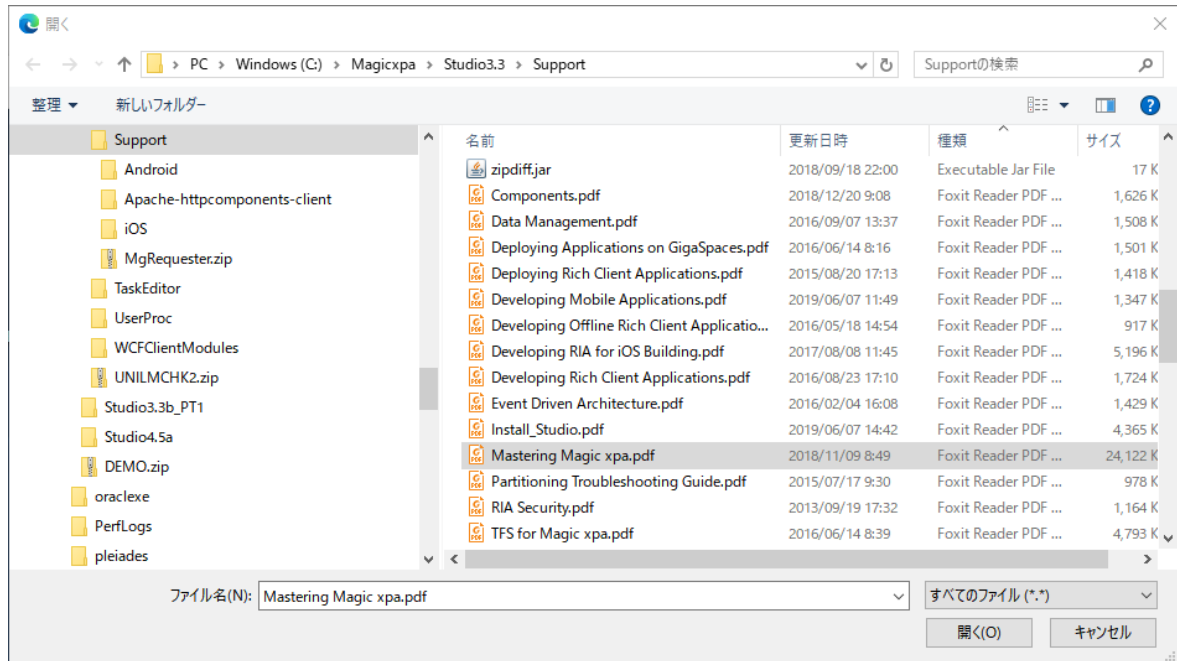 開く
PC > Windows (C:) > Magicxpa > Studio3.3 > Support
Supportの検索
整理
新しいフォルダー
Support
Android
Apache-httpcomponents-client
iOS
MgRequester.zip
TaskEditor
UserProc
WCFClientModules
UNILMCHK2.zip
Studio3.3b_PT1
Studio4.5a
DEMO.zip
oraclexe
PerfLogs
pleiades
名前 更新日時 種類 サイズ
zipdiff.jar 2018/09/18 22:00 Executable Jar File 17 K
Components.pdf 2018/12/20 9:08 Foxit Reader PDF ... 1,626 K
Data Management.pdf 2016/09/07 13:37 Foxit Reader PDF ... 1,508 K
Deploying Applications on GigaSpaces.pdf 2016/06/14 8:16 Foxit Reader PDF ... 1,501 K
Deploying Rich Client Applications.pdf 2015/08/20 17:13 Foxit Reader PDF ... 1,418 K
Developing Mobile Applications.pdf 2019/06/07 11:49 Foxit Reader PDF ... 1,347 K
Developing Offline Rich Client Applicatio... 2016/05/18 14:54 Foxit Reader PDF ... 917 K
Developing RIA for iOS Building.pdf 2017/08/08 11:45 Foxit Reader PDF ... 5,196 K
Developing Rich Client Applications.pdf 2016/08/23 17:10 Foxit Reader PDF ... 1,724 K
Event Driven Architecture.pdf 2016/02/04 16:08 Foxit Reader PDF ... 1,429 K
Install_Studio.pdf 2019/06/07 14:42 Foxit Reader PDF ... 4,365 K
Mastering Magic xpa.pdf 2018/11/09 8:49 Foxit Reader PDF ... 24,122 K
Partitioning Troubleshooting Guide.pdf 2015/07/17 9:30 Foxit Reader PDF ... 978 K
RIA Security.pdf 2013/09/19 17:32 Foxit Reader PDF ... 1,164 K
TFS for Magic xpa.pdf 2016/06/14 8:39 Foxit Reader PDF ... 4,793 K
ファイル名(N): Mastering Magic xpa.pdf
すべてのファイル (*.*)
開く(O) キャンセル